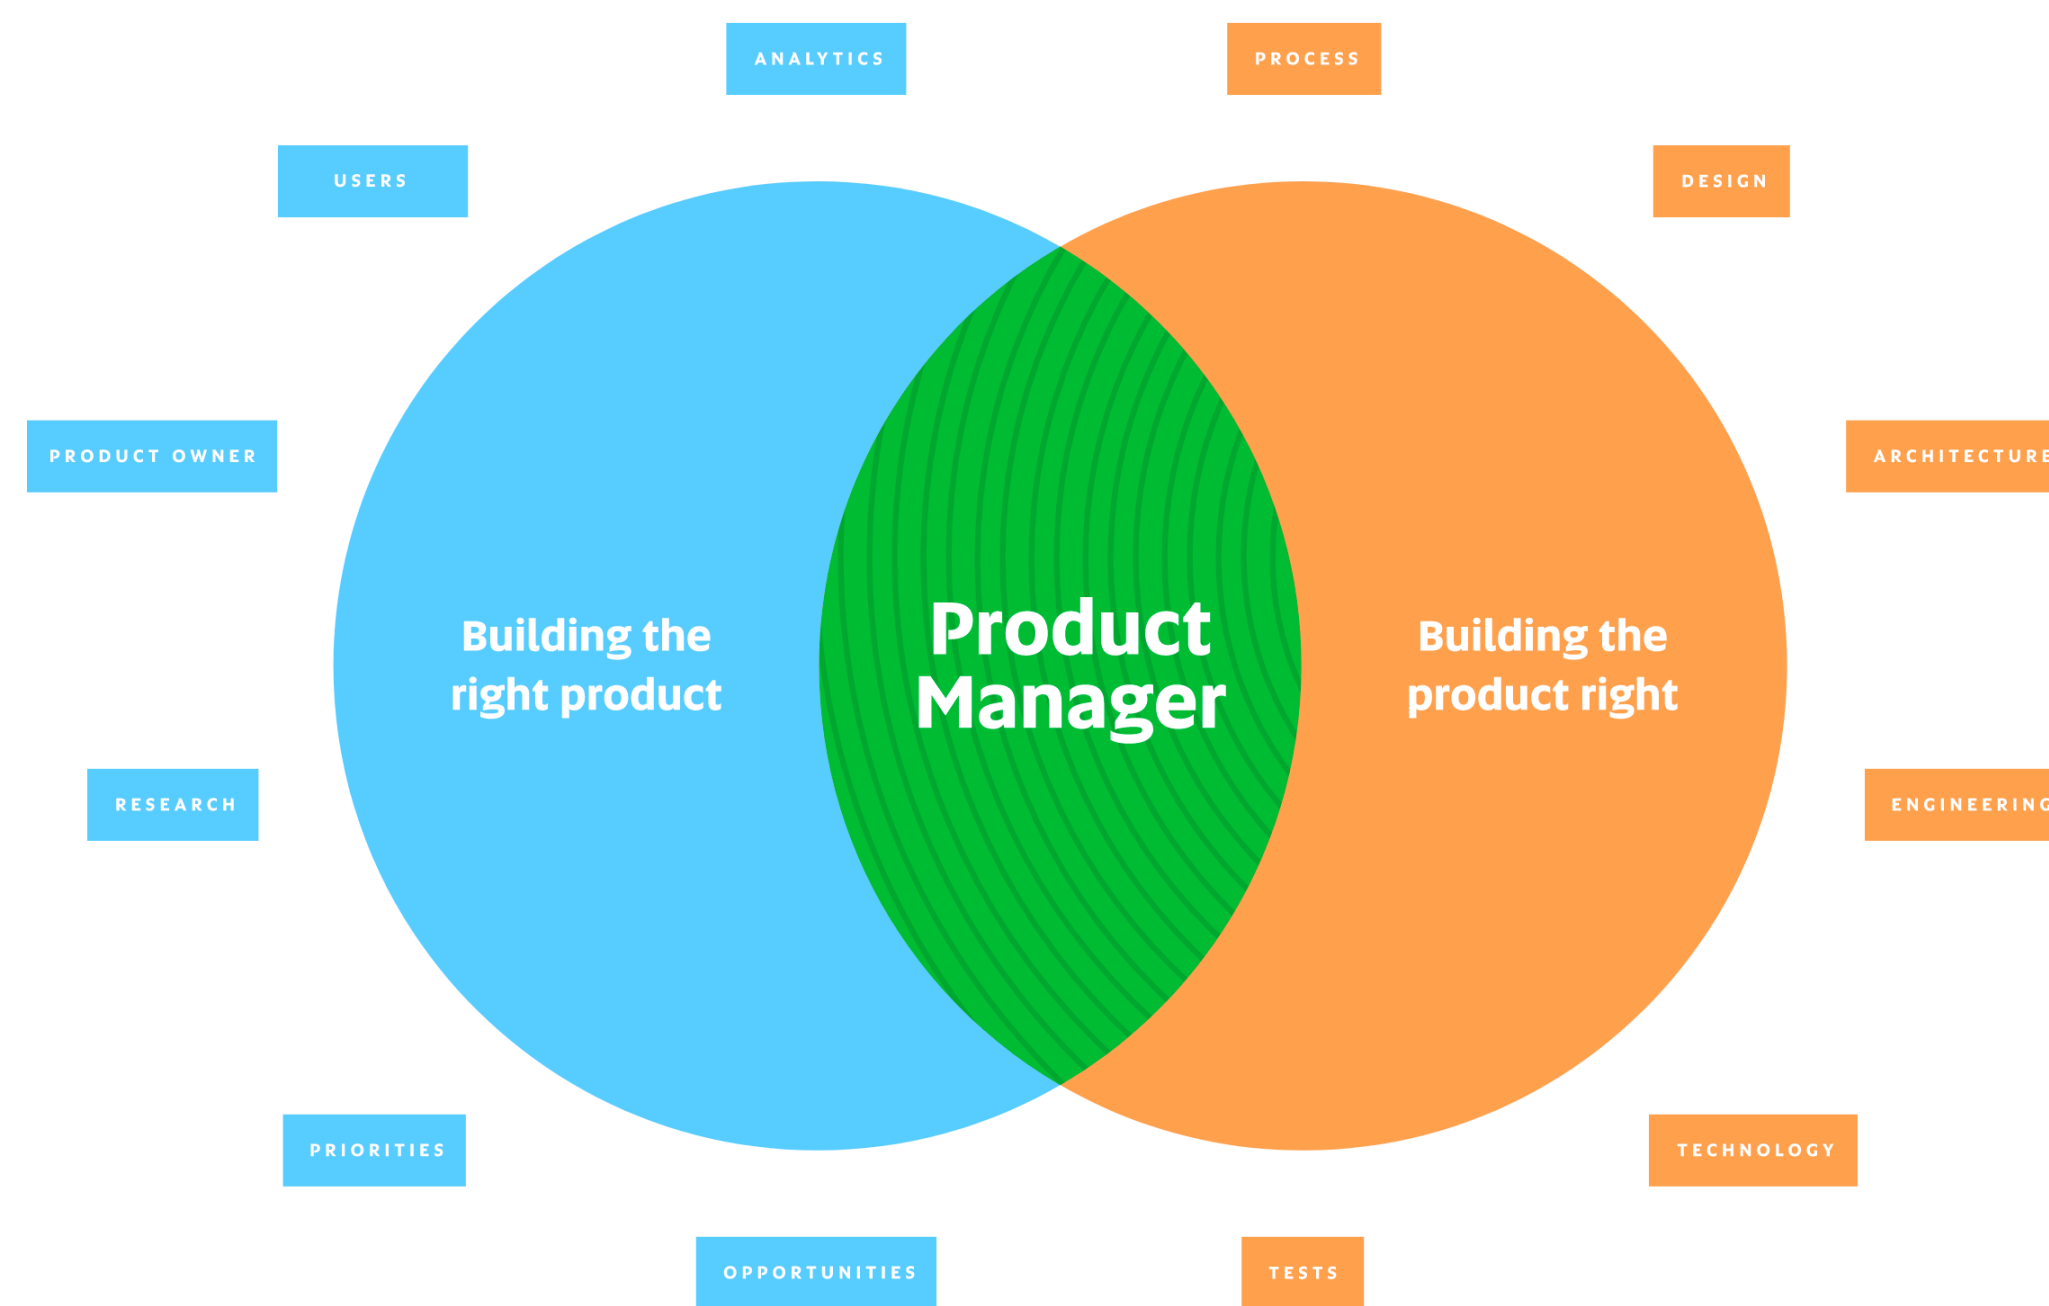 ANALYTICS
PROCESS
USERS
DESIGN
PRODUCT OWNER
ARCHITECTURE
Building the
right product
Product
Manager
Building the
product right
RESEARCH
ENGINEERING
PRIORITIES
TECHNOLOGY
OPPORTUNITIES
TESTS